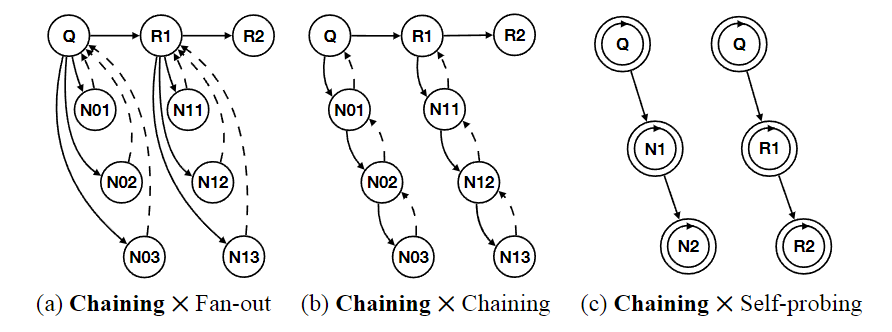 Q R1 R2 Q R1 R2 Q Q
N01 N11 N01 N11
N1 R1
N02 N12 N02 N12
N2 R2
N03 N13 N03 N13
(a) Chaining × Fan-out (b) Chaining × Chaining (c) Chaining × Self-probing